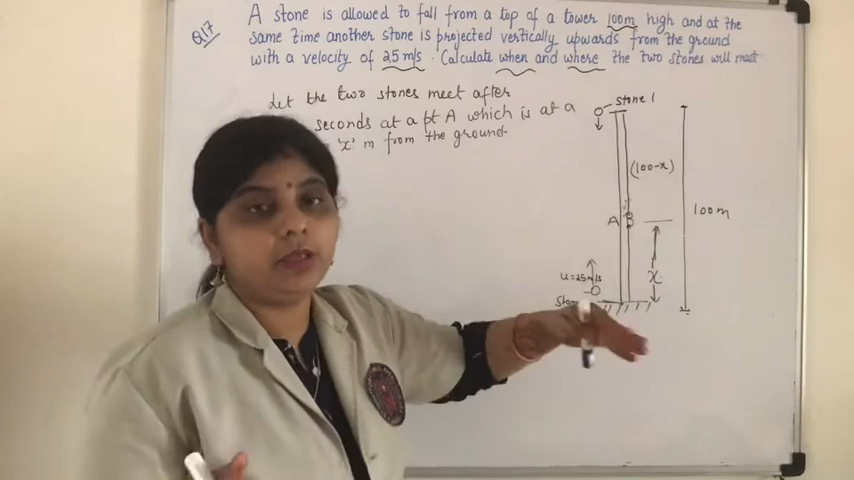 Q17 A stone is allowed to fall from a top of a tower 100m high and at the
same time another stone is projected vertically upwards from the ground
with a velocity of 25 m/s. Calculate when and where the two stones will meet
Let the two stones meet after
seconds at a pt A which is at a
'x' m from the ground.
stone 1
(100-x)
100m
A
x
u = 25 m/s